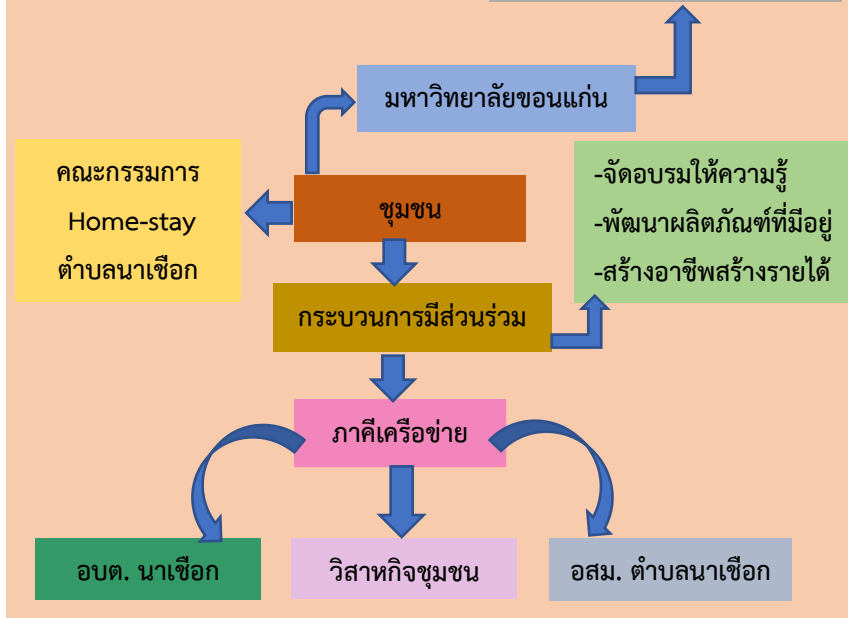 มหาวิทยาลัยขอนแก่น
คณะกรรมการ
Home-stay
ตำบลนาเชือก
ชุมชน
-จัดอบรมให้ความรู้
-พัฒนาผลิตภัณฑ์ที่มีอยู่
-สร้างอาชีพสร้างรายได้
กระบวนการมีส่วนร่วม
ภาคีเครือข่าย
อบต. นาเชือก
วิสาหกิจชุมชน
อสม. ตำบลนาเชือก